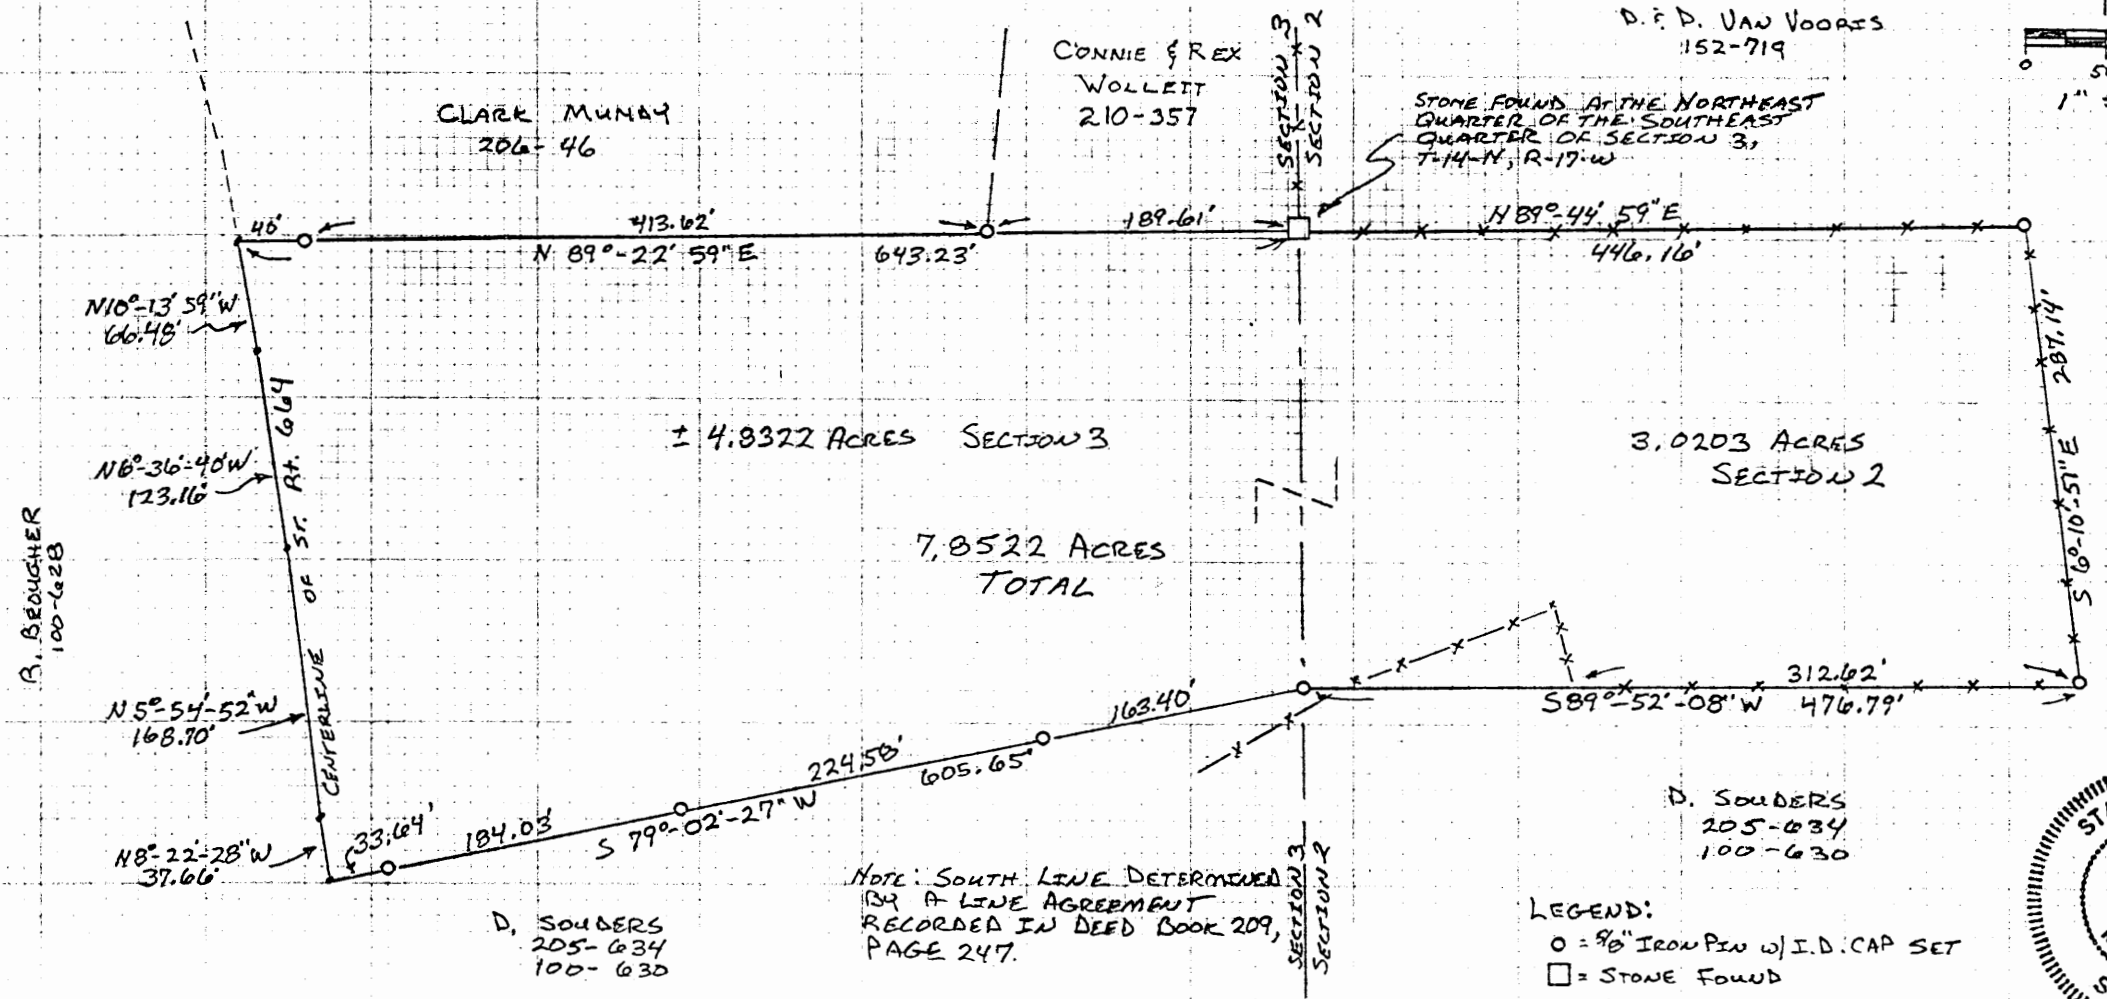 D. & D. VAN VOORIS
152-719
0
1"
SECTION 3
SECTION 2
CONNIE & REX
WOLLETT
210-357
CLARK MUNDY
206-46
STONE FOUND AT THE NORTHEAST
QUARTER OF THE SOUTHEAST
QUARTER OF SECTION 3,
T-14-N, R-17-W
40'
413.62'
189.61'
N 89°-44' 59" E
446.16'
N 89°-22' 59" E
643.23'
N10°-13' 59" W
66.48'
287.14'
S 6°-10'-51" E
CENTERLINE OF ST. RT. 664
± 4.8322 ACRES SECTION 3
3.0203 ACRES
SECTION 2
N6°-36'-40" W
123.16'
7.8522 ACRES
TOTAL
B. BROUGHER
100-628
N 5°-54'-52" W
168.70'
163.40'
312.62'
S89°-52'-08" W 476.79'
224.58'
605.65'
33.64'
184.03'
S 79°-02'-27" W
N8°-22'-28" W
37.66'
D. SOUDERS
205-634
100-630
NOTE: SOUTH LINE DETERMINED
BY A LINE AGREEMENT
RECORDED IN DEED BOOK 209,
PAGE 247.
SECTION 3
SECTION 2
D. SOUDERS
205-634
100-630
LEGEND:
O = 5/8" IRON PIN W/ I.D. CAP SET
□ = STONE FOUND